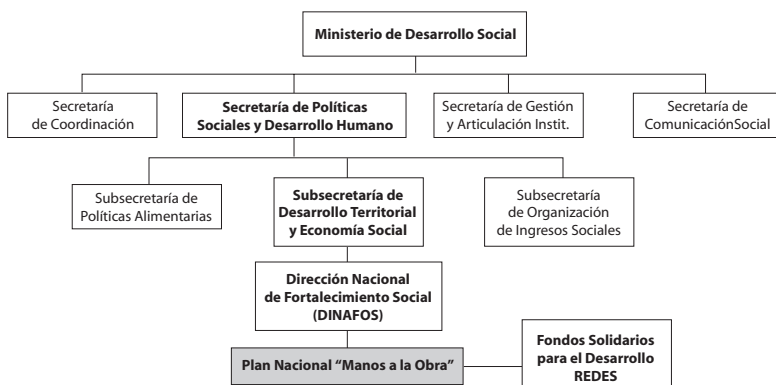 Ministerio de Desarrollo Social
Secretaría
de Coordinación
Secretaría de Políticas
Sociales y Desarrollo Humano
Secretaría de Gestión
y Articulación Instit.
Secretaría de
ComunicaciónSocial
Subsecretaría de
Políticas Alimentarias
Subsecretaría de
Desarrollo Territorial
y Economía Social
Subsecretaría
de Organización
de Ingresos Sociales
Dirección Nacional
de Fortalecimiento Social
(DINAFOS)
Plan Nacional “Manos a la Obra”
Fondos Solidarios
para el Desarrollo
REDES